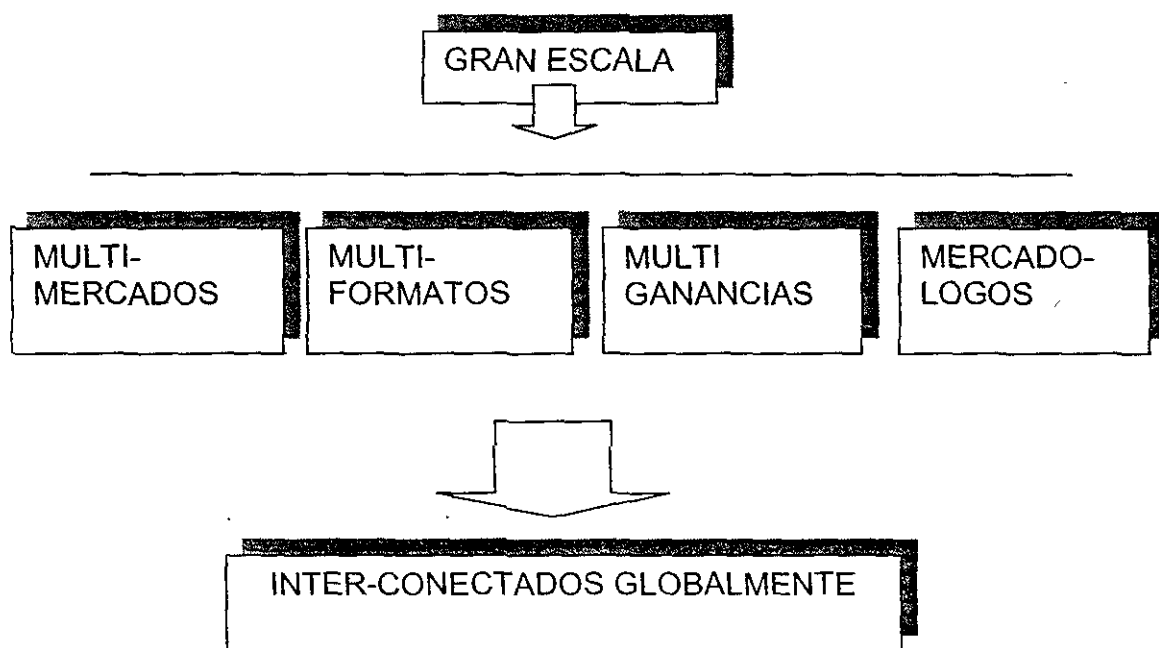 GRAN ESCALA
MULTI-
MERCADOS
MULTI-
FORMATOS
MULTI
GANANCIAS
MERCADO-
LOGOS
INTER-CONECTADOS GLOBALMENTE